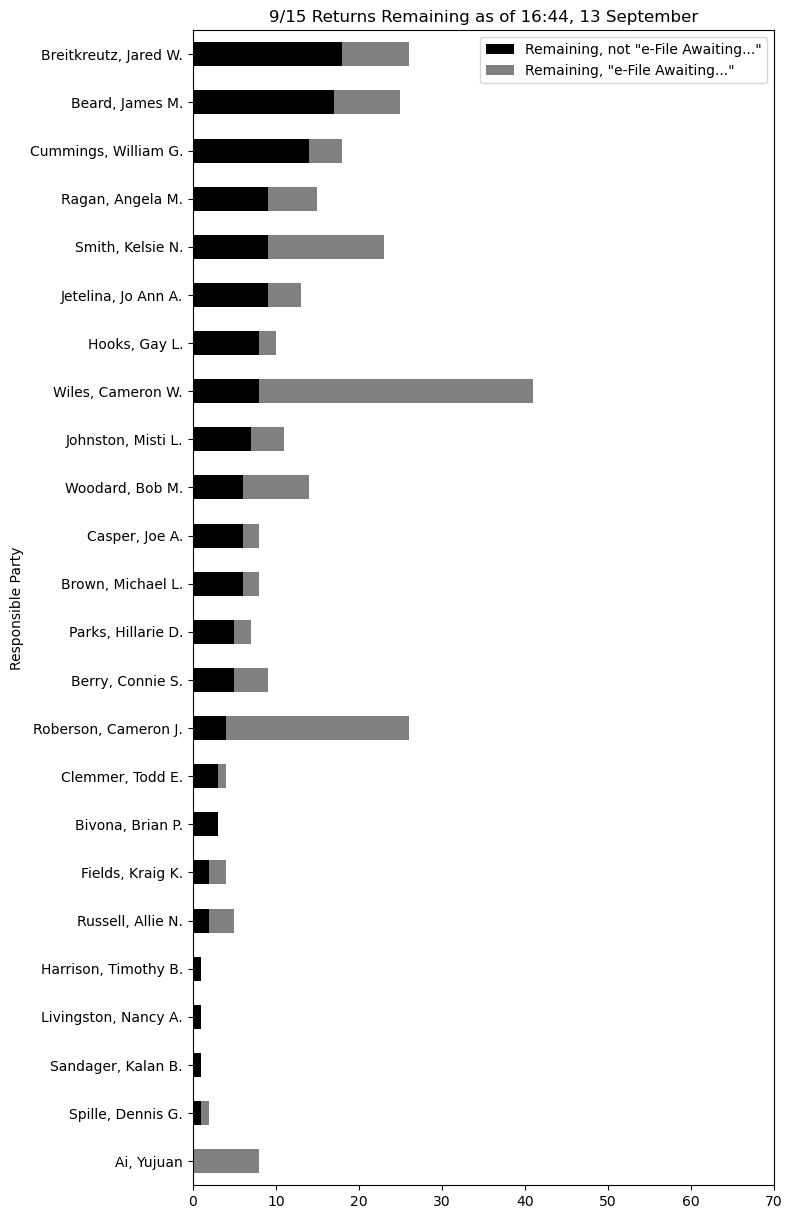 9/15 Returns Remaining as of 16:44, 13 September
Remaining, not "e-File Awaiting..."
Remaining, "e-File Awaiting..."
Responsible Party
Breitkreutz, Jared W.
Beard, James M.
Cummings, William G.
Ragan, Angela M.
Smith, Kelsie N.
Jetelina, Jo Ann A.
Hooks, Gay L.
Wiles, Cameron W.
Johnston, Misti L.
Woodard, Bob M.
Casper, Joe A.
Brown, Michael L.
Parks, Hillarie D.
Berry, Connie S.
Roberson, Cameron J.
Clemmer, Todd E.
Bivona, Brian P.
Fields, Kraig K.
Russell, Allie N.
Harrison, Timothy B.
Livingston, Nancy A.
Sandager, Kalan B.
Spille, Dennis G.
Ai, Yujuan
0 10 20 30 40 50 60 70